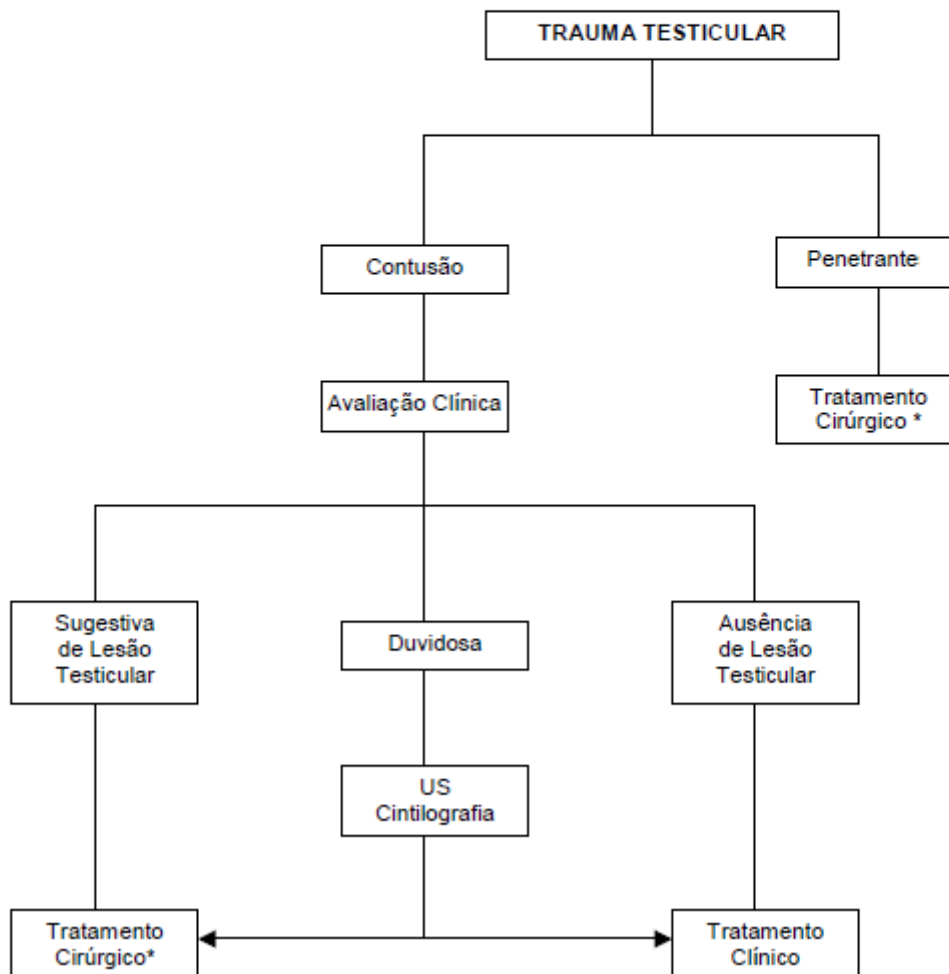 TRAUMA TESTICULAR
Contusão
Penetrante
Avaliação Clínica
Tratamento
Cirúrgico *
Sugestiva
de Lesão
Testicular
Duvidosa
Ausência
de Lesão
Testicular
US
Cintilografia
Tratamento
Cirúrgico*
Tratamento
Clínico